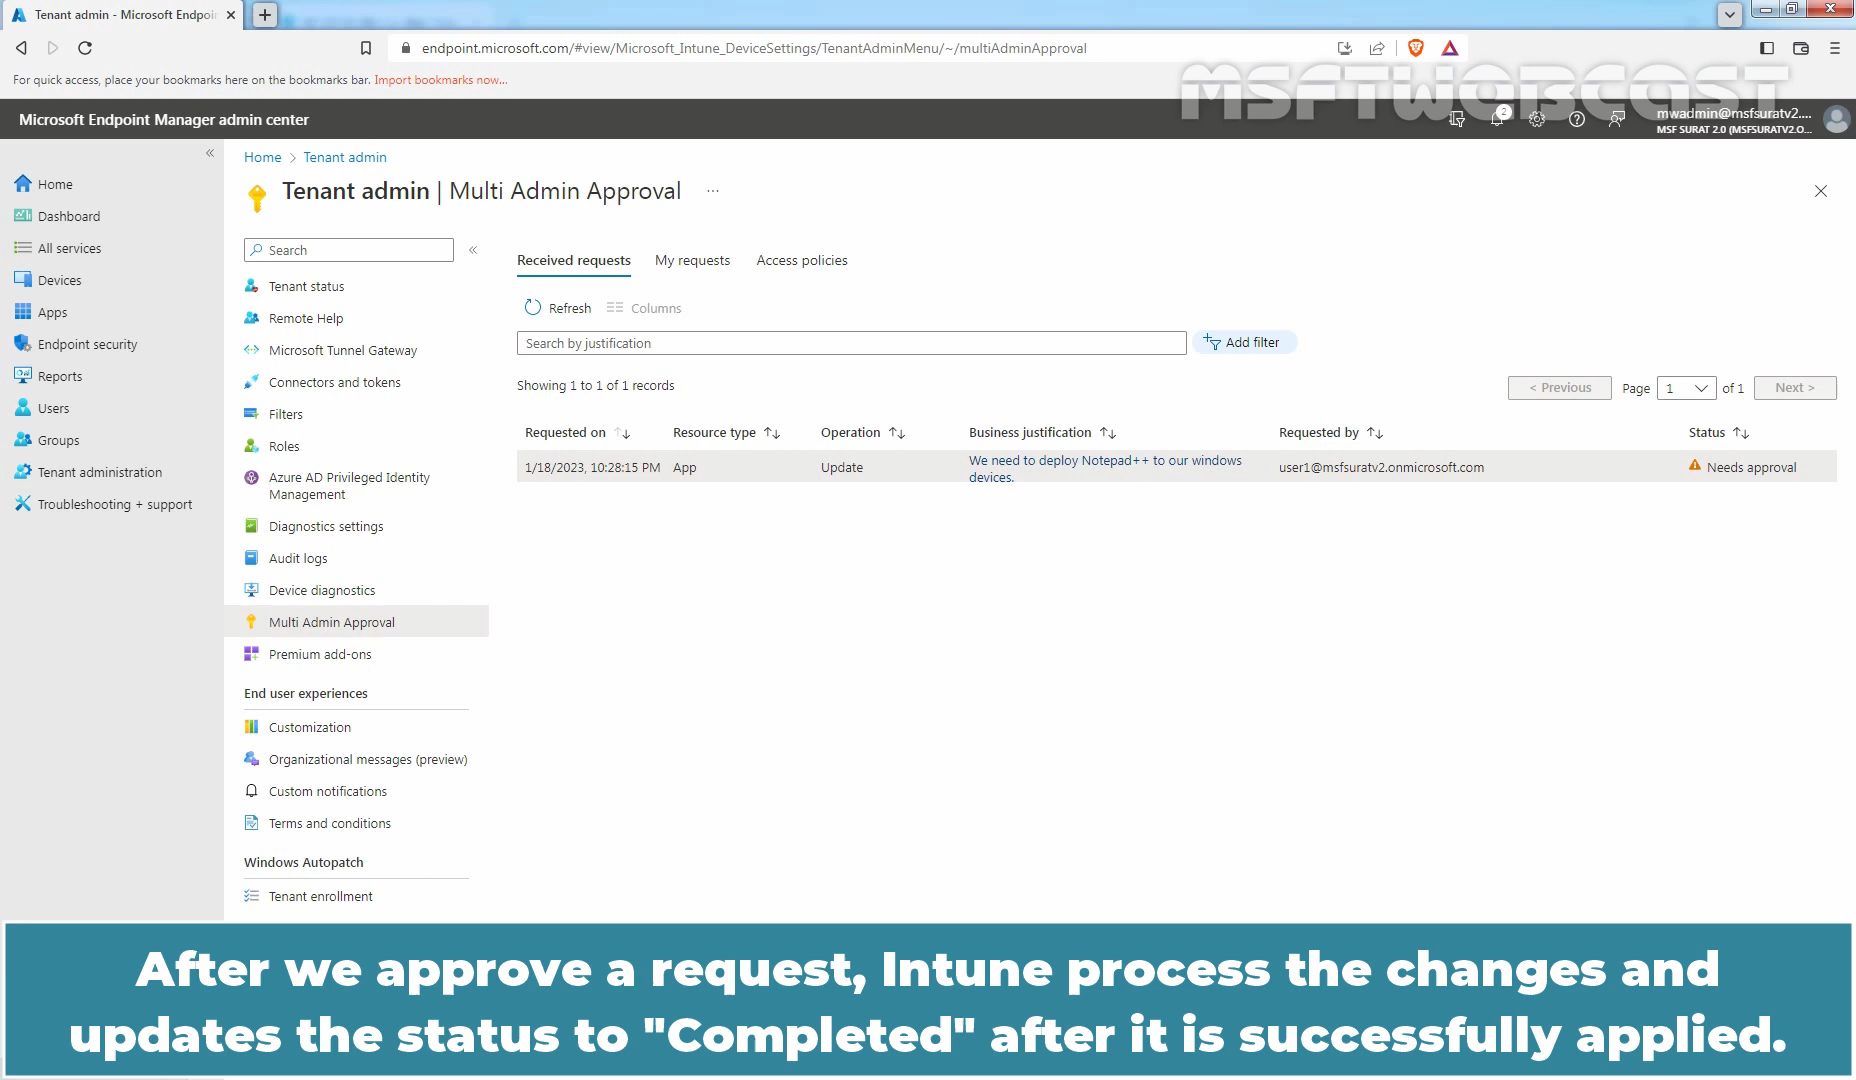 Tenant admin - Microsoft Endpoi
endpoint.microsoft.com/#view/Microsoft_Intune_DeviceSettings/TenantAdminMenu/~/multiAdminApproval
For quick access, place your bookmarks here on the bookmarks bar. Import bookmarks now...
MSFTWEBCAST
Microsoft Endpoint Manager admin center
2
mwadmin@msfsuratv2....
MSF SURAT 2.0 (MSFSURATV2.O...
Home > Tenant admin
Tenant admin | Multi Admin Approval ...
Home
Dashboard
All services
Devices
Apps
Endpoint security
Reports
Users
Groups
Tenant administration
Troubleshooting + support
Search
Tenant status
Remote Help
Microsoft Tunnel Gateway
Connectors and tokens
Filters
Roles
Azure AD Privileged Identity
Management
Diagnostics settings
Audit logs
Device diagnostics
Multi Admin Approval
Premium add-ons
End user experiences
Customization
Organizational messages (preview)
Custom notifications
Terms and conditions
Windows Autopatch
Tenant enrollment
Received requests My requests Access policies
Refresh Columns
Search by justification Add filter
Showing 1 to 1 of 1 records
< Previous Page 1 of 1 Next >
Requested on Resource type Operation Business justification Requested by Status
1/18/2023, 10:28:15 PM App Update We need to deploy Notepad++ to our windows user1@msfsuratv2.onmicrosoft.com Needs approval
devices.
After we approve a request, Intune process the changes and
updates the status to "Completed" after it is successfully applied.